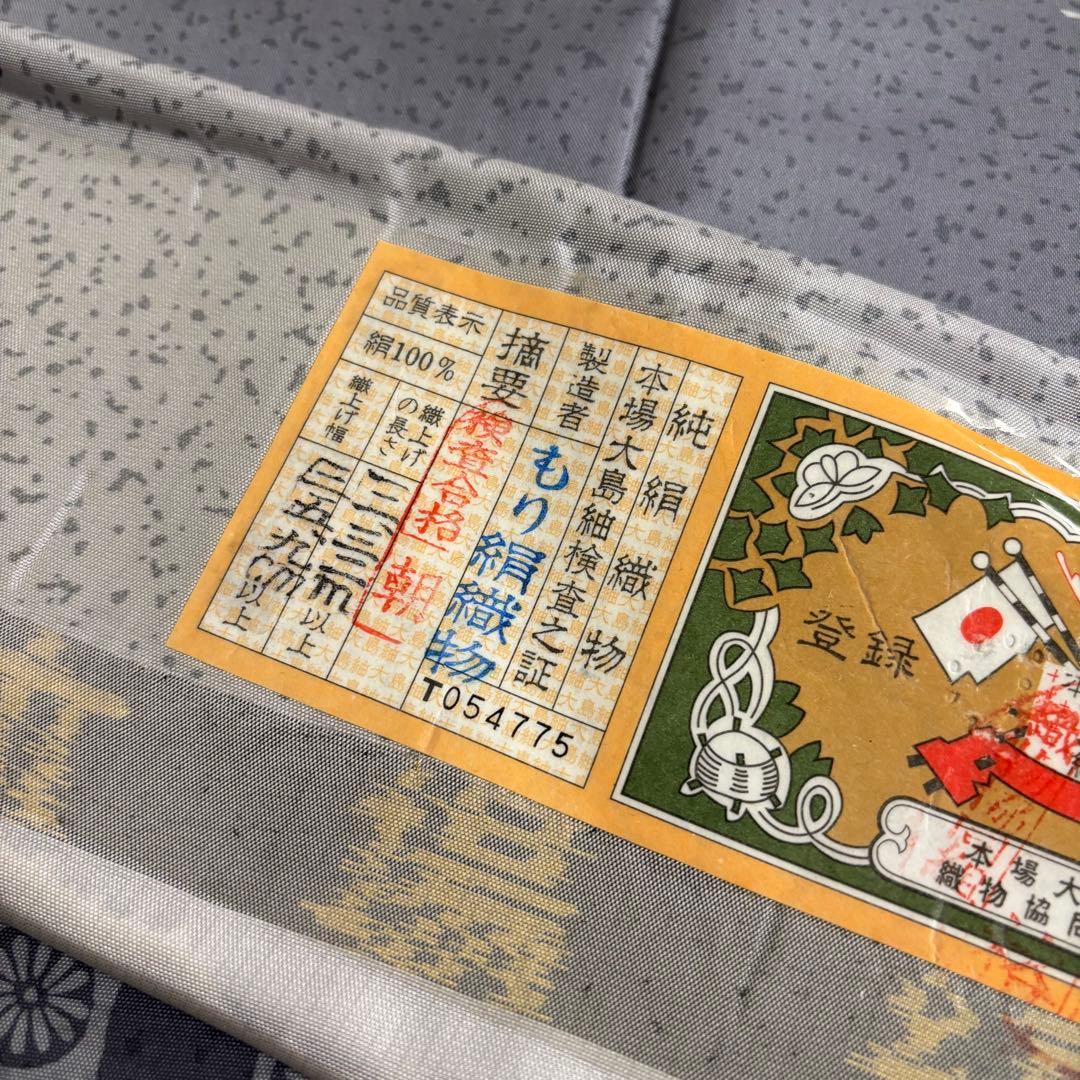 純絹織物
本場大島紬検査之証
製造者
もり絹織物
摘要
検査合格
朝
T054775
品質表示
絹100%
織上げの長さ
三三m以上
織上げ幅
三五九㎝以上
登録
本場大
織物協同